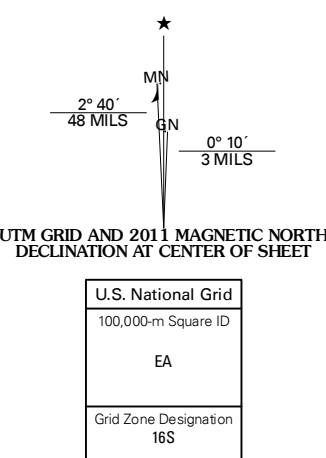 ★
MN
2° 40´
48 MILS
GN
0° 10´
3 MILS
UTM GRID AND 2011 MAGNETIC NORTH
DECLINATION AT CENTER OF SHEET
U.S. National Grid
100,000-m Square ID
EA
Grid Zone Designation
16S